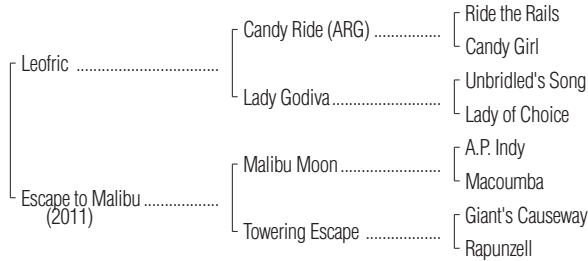 Ride the Rails
Candy Ride (ARG) ..................
Candy Girl
Leofric ......................................
Unbridled's Song
Lady Godiva..............................
Lady of Choice
A.P. Indy
Malibu Moon ............................
Macoumba
Escape to Malibu ....................
(2011)
Giant's Causeway
Towering Escape ....................
Rapunzell